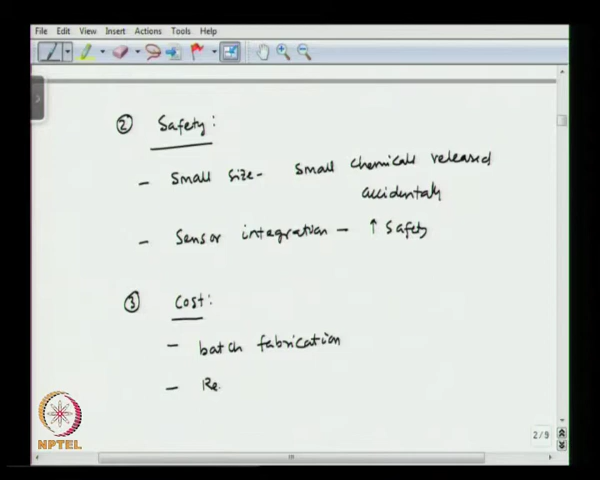 File Edit View Insert Actions Tools Help
② Safety:
- Small size - small chemicals released
accidentally
- Sensor integration - ↑ Safety
③ Cost:
- batch fabrication
- Re
NPTEL
2/9